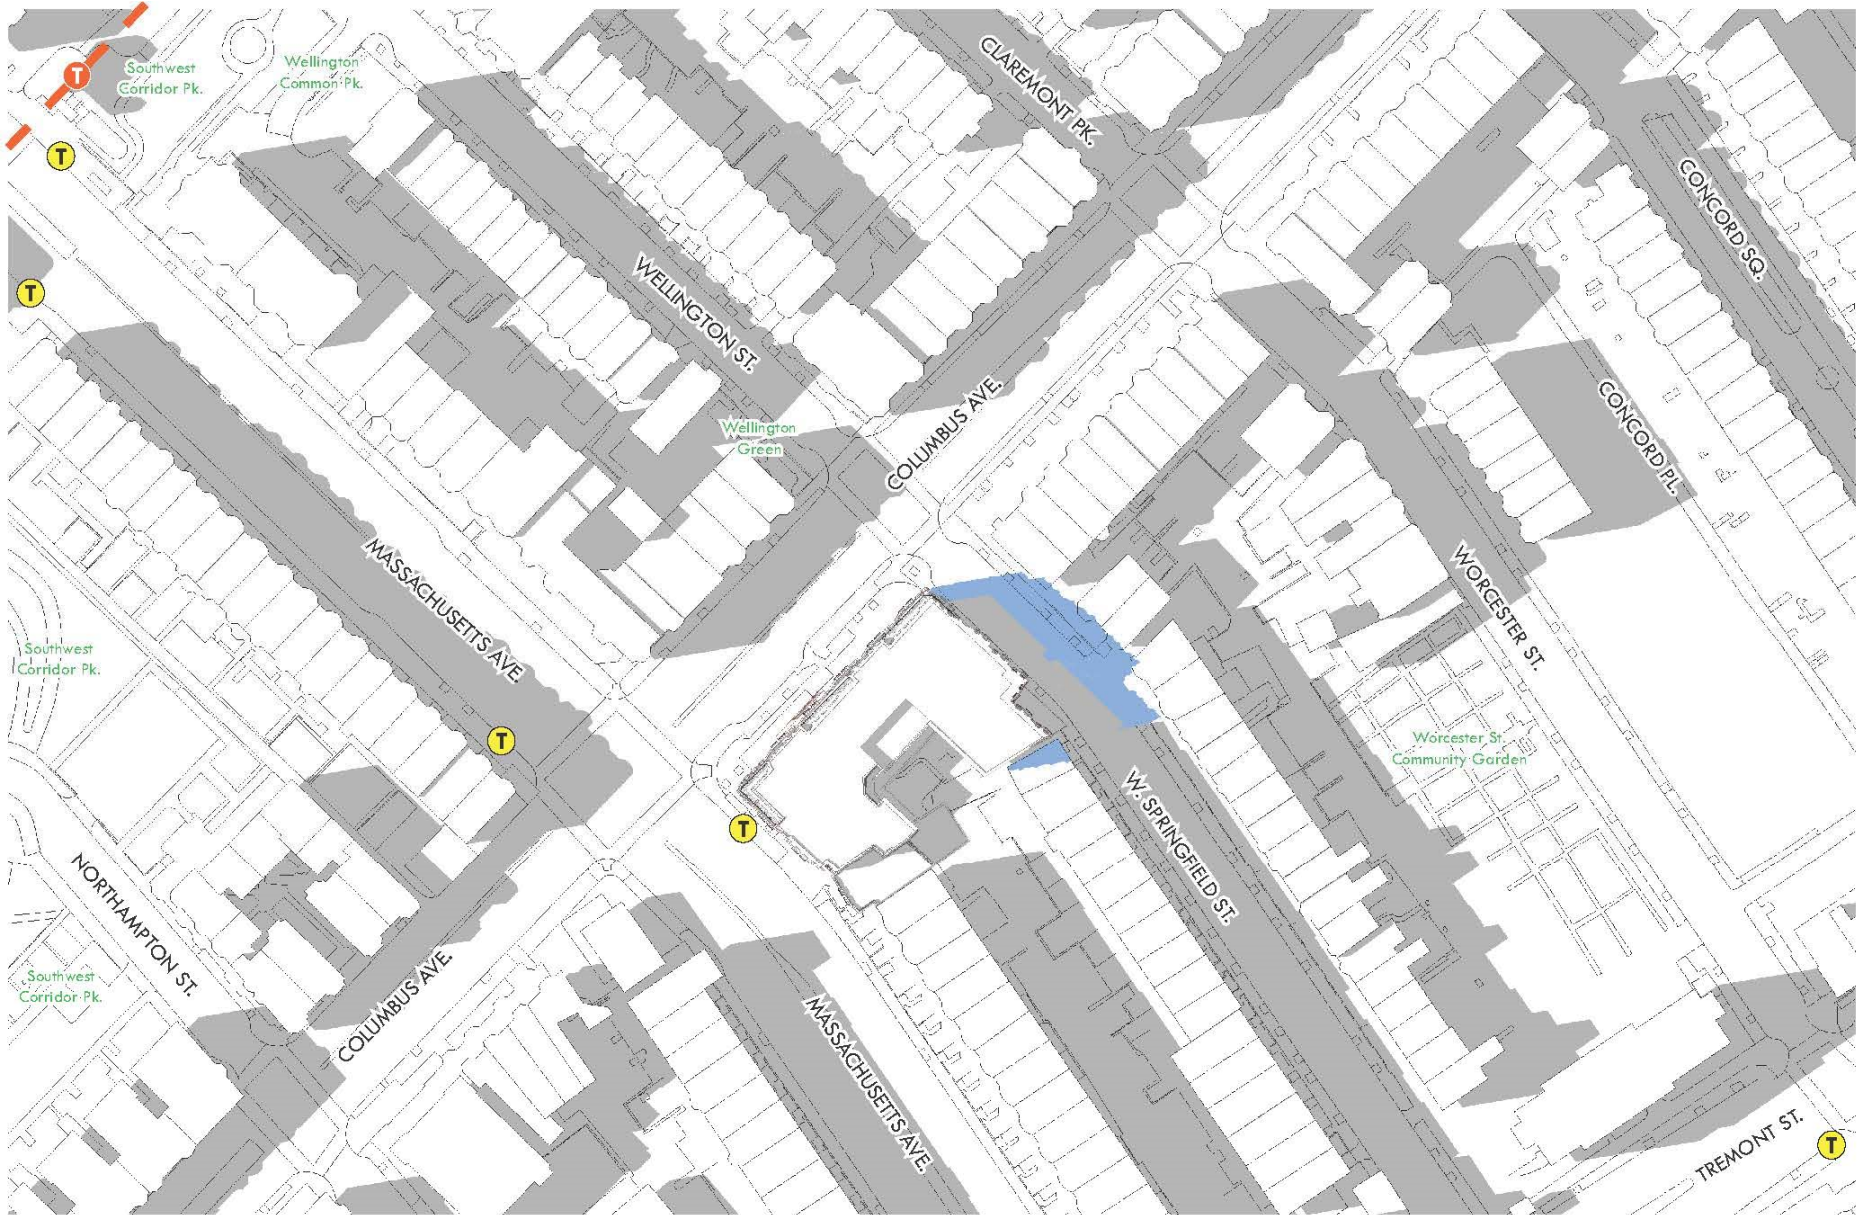 T
Southwest
Corridor Pk.
Wellington
Common Pk.
CLAREMONT PK.
T
CONCORD SQ.
T
WELLINGTON ST.
COLUMBUS AVE.
Wellington
Green
CONCORD PL.
MASSACHUSETTS AVE.
WORCESTER ST.
Southwest
Corridor Pk.
T
Worcester St.
Community Garden
T
W. SPRINGFIELD ST.
NORTHAMPTON ST.
COLUMBUS AVE.
Southwest
Corridor Pk.
MASSACHUSETTS AVE.
TREMONT ST.
T